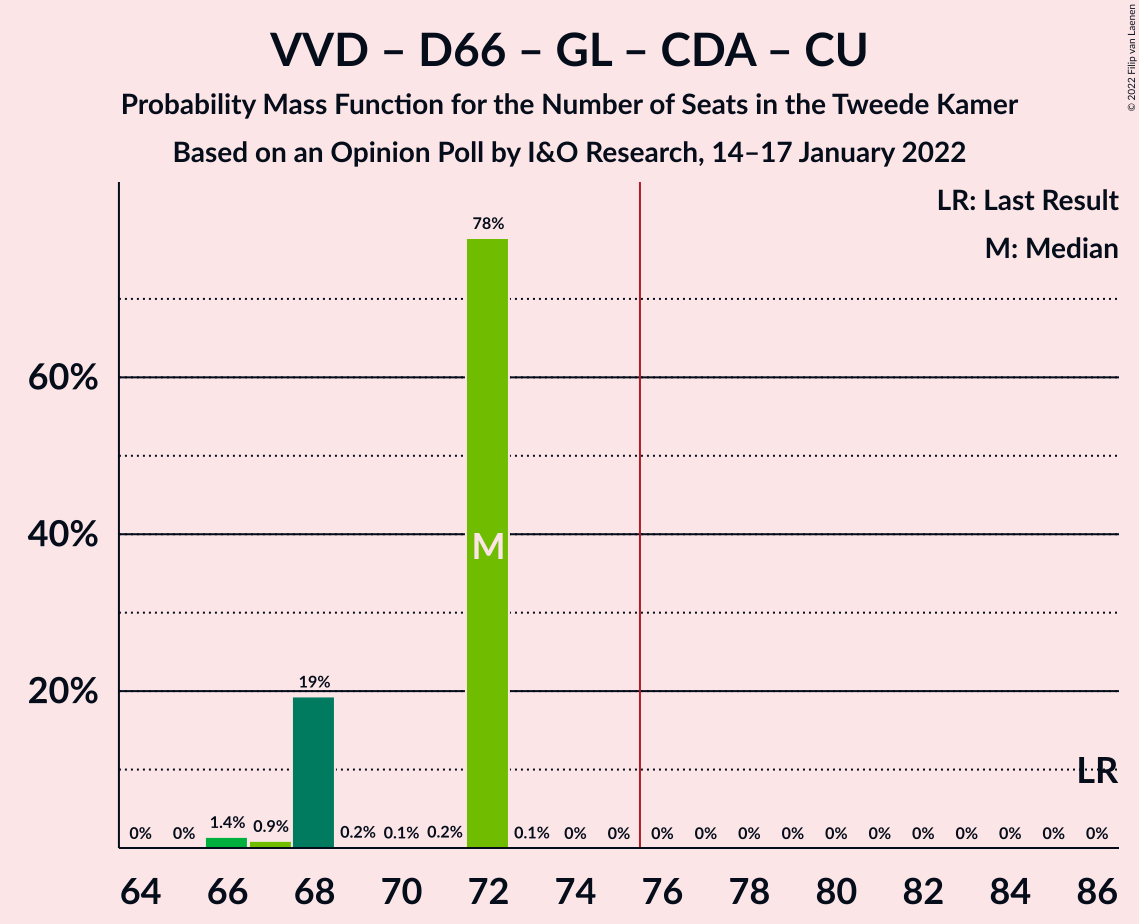 VVD – D66 – GL – CDA – CU
Probability Mass Function for the Number of Seats in the Tweede Kamer
Based on an Opinion Poll by I&O Research, 14–17 January 2022
© 2022 Filip van Laenen
LR: Last Result
M: Median
78%
60%
40%
M
20%
19%
LR
0% 0% 1.4% 0.9% 0.2% 0.1% 0.2% 0.1% 0% 0% 0% 0% 0% 0% 0% 0% 0% 0% 0% 0% 0%
64 66 68 70 72 74 76 78 80 82 84 86